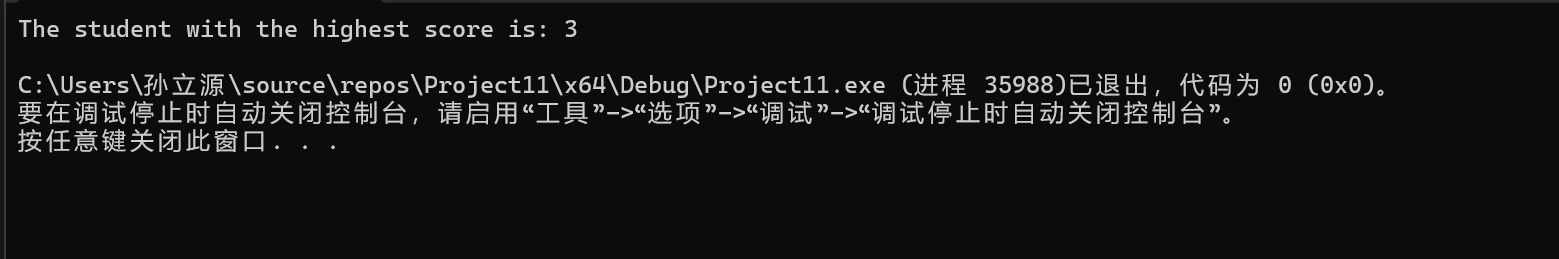 The student with the highest score is: 3
C:\Users\孙立源\source\repos\Project11\x64\Debug\Project11.exe (进程 35988)已退出，代码为 0 (0x0)。
要在调试停止时自动关闭控制台，请启用“工具”->“选项”->“调试”->“调试停止时自动关闭控制台”。
按任意键关闭此窗口. . .